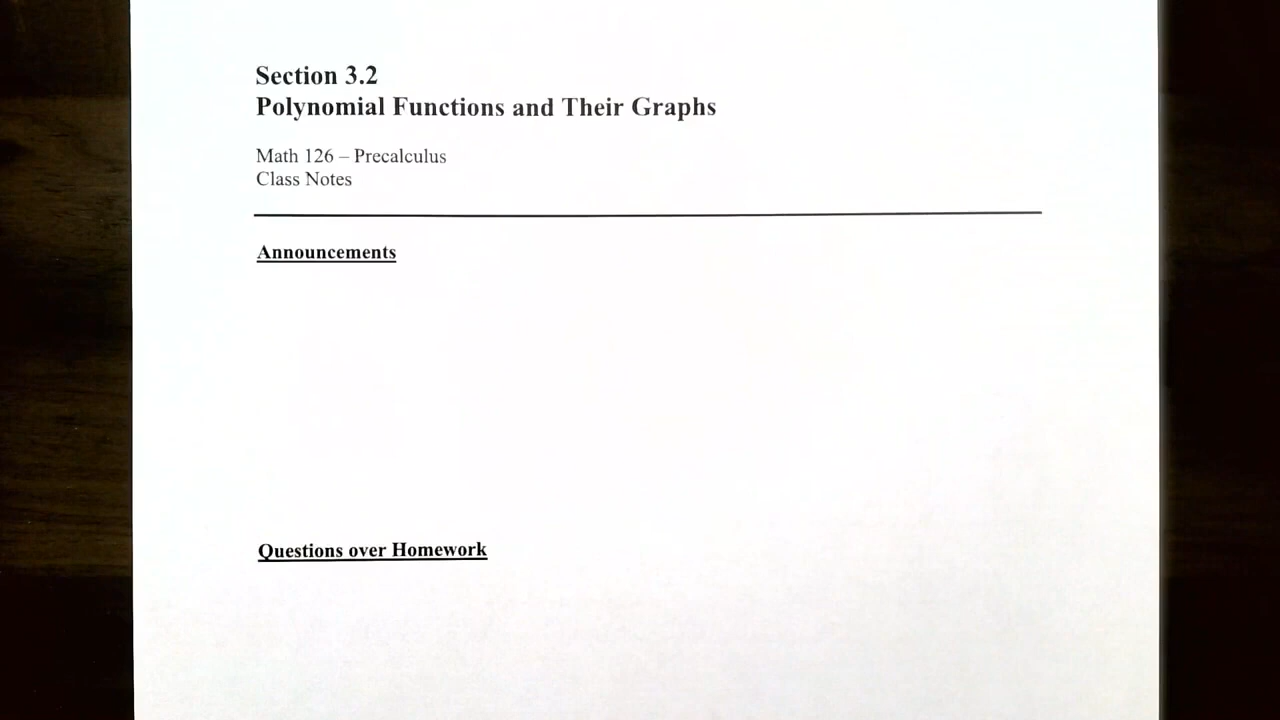 Section 3.2
Polynomial Functions and Their Graphs
Math 126 – Precalculus
Class Notes
Announcements
Questions over Homework